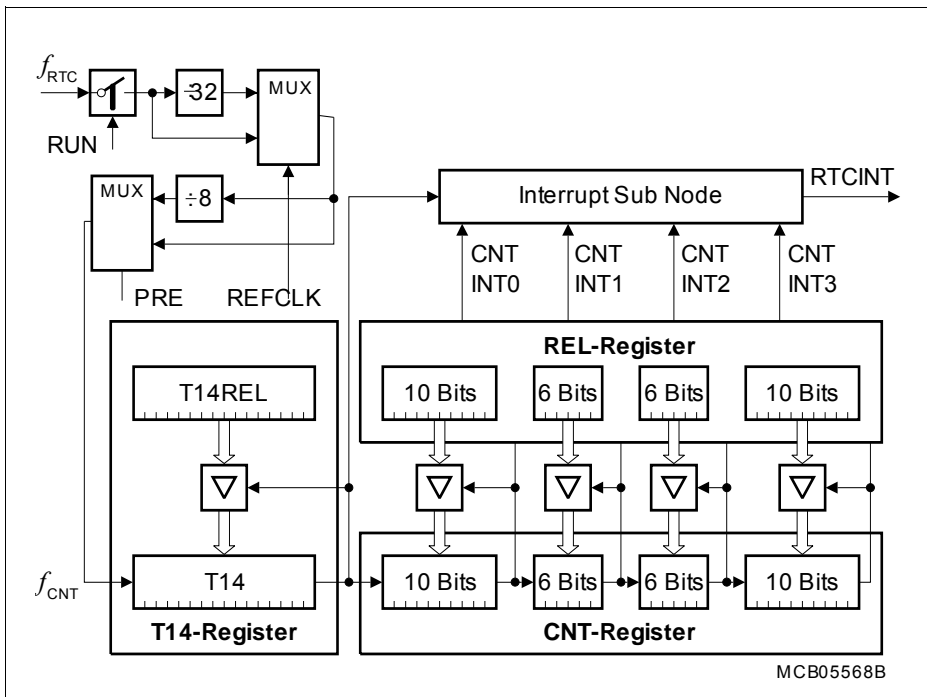 fRTC
RUN
÷32
MUX
MUX
÷8
PRE
REFCLK
Interrupt Sub Node
RTCINT
CNT INT0
CNT INT1
CNT INT2
CNT INT3
REL-Register
T14REL
10 Bits
6 Bits
6 Bits
10 Bits
fCNT
T14
10 Bits
6 Bits
6 Bits
10 Bits
T14-Register
CNT-Register
MCB05568B